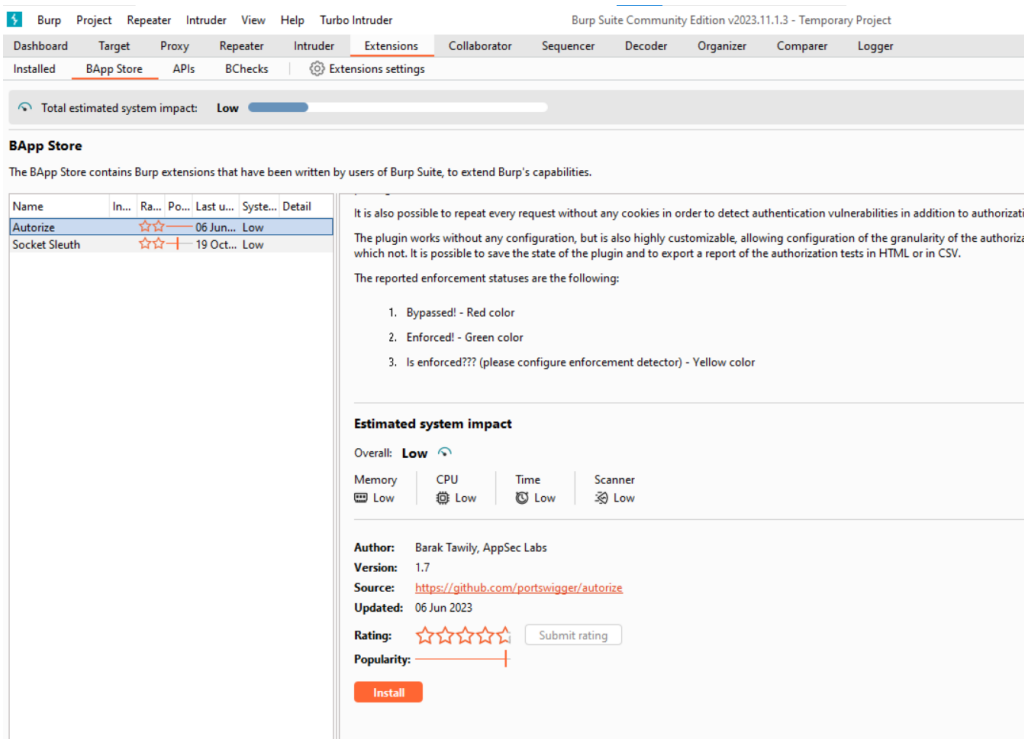 Burp Project Repeater Intruder View Help Turbo Intruder Burp Suite Community Edition v2023.11.1.3 - Temporary Project
Dashboard Target Proxy Repeater Intruder Extensions Collaborator Sequencer Decoder Organizer Comparer Logger
Installed BApp Store APIs BChecks Extensions settings
Total estimated system impact: Low
BApp Store
The BApp Store contains Burp extensions that have been written by users of Burp Suite, to extend Burp's capabilities.
Name In... Ra... Po... Last u... Syste... Detail
Autorize 06 Jun... Low
Socket Sleuth 19 Oct... Low
It is also possible to repeat every request without any cookies in order to detect authentication vulnerabilities in addition to authorizati
The plugin works without any configuration, but is also highly customizable, allowing configuration of the granularity of the authoriza
which not. It is possible to save the state of the plugin and to export a report of the authorization tests in HTML or in CSV.
The reported enforcement statuses are the following:
1. Bypassed! - Red color
2. Enforced! - Green color
3. Is enforced??? (please configure enforcement detector) - Yellow color
Estimated system impact
Overall: Low
Memory CPU Time Scanner
Low Low Low Low
Author: Barak Tawily, AppSec Labs
Version: 1.7
Source: https://github.com/portswigger/autorize
Updated: 06 Jun 2023
Rating: Submit rating
Popularity:
Install